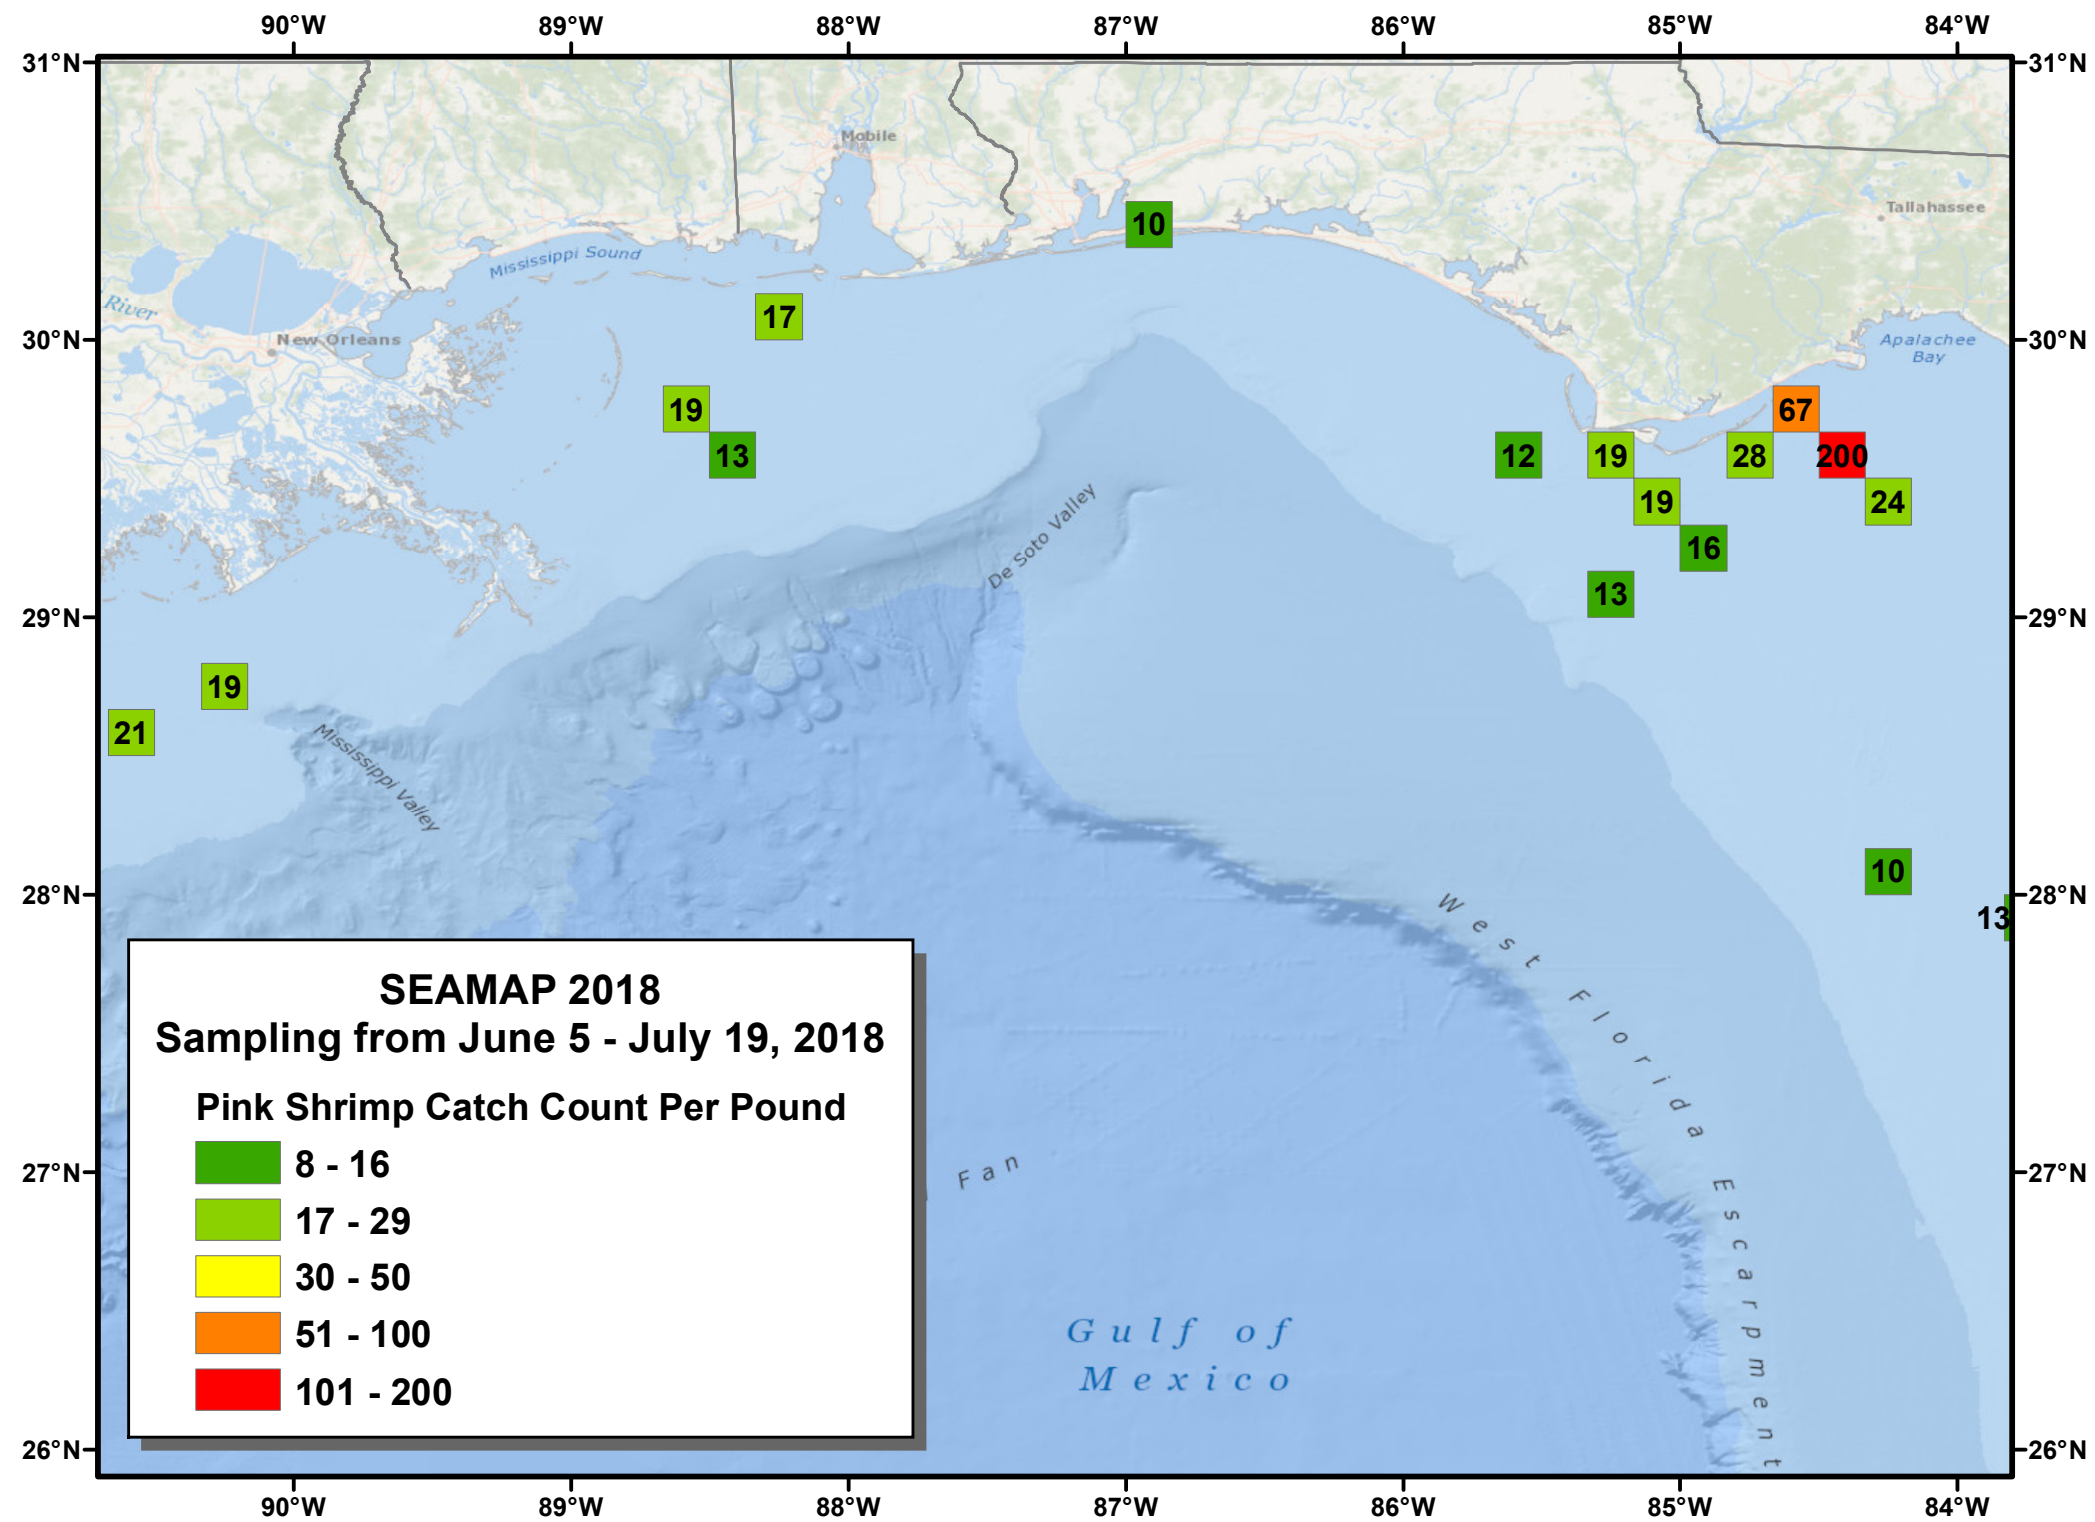 90°W 89°W 88°W 87°W 86°W 85°W 84°W
31°N 31°N
Mobile
Tallahassee
10
Mississippi Sound
River
17
New Orleans
30°N 30°N
Apalachee
Bay
19 67
13 12 19 28 200
19 24
De Soto Valley
16
13
29°N 29°N
19
21
Mississippi Valley
10
28°N 28°N
13
West Florida Escarpment
SEAMAP 2018
Sampling from June 5 - July 19, 2018
Pink Shrimp Catch Count Per Pound
8 - 16
17 - 29
30 - 50
51 - 100
101 - 200
Fan
27°N 27°N
Gulf of
Mexico
26°N 26°N
90°W 89°W 88°W 87°W 86°W 85°W 84°W